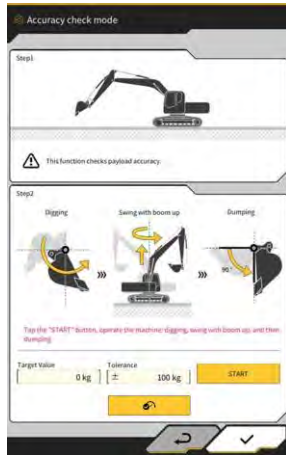 Accuracy check mode
Step1
This function checks payload accuracy.
Step2
Digging Swing with boom up Dumping
90°
Tap the "START" button, operate the machine: digging, swing with boom up, and then
dumping
Target Value Tolerance
0 kg ± 100 kg START